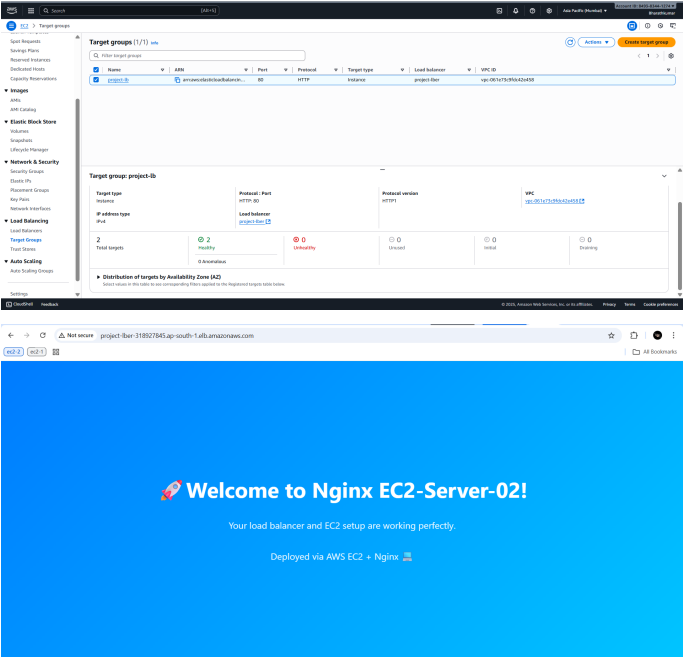 aws
Search
[Alt+S]
Asia Pacific (Mumbai)
EC2 > Target groups
Spot Requests
Savings Plans
Reserved Instances
Dedicated Hosts
Capacity Reservations
Images
AMIs
AMI Catalog
Elastic Block Store
Volumes
Snapshots
Lifecycle Manager
Network & Security
Security Groups
Elastic IPs
Placement Groups
Key Pairs
Network Interfaces
Load Balancing
Load Balancers
Target Groups
Trust Stores
Auto Scaling
Auto Scaling Groups
Settings
Target groups (1/1) Info
Actions
Create target group
Filter target groups
1
Name ARN Port Protocol Target type Load balancer VPC ID
project-lb 80 HTTP Instance project-lber
Target group: project-lb
Target type
Instance
Protocol : Port
HTTP: 80
Protocol version
HTTP1
VPC
IP address type
IPv4
Load balancer
project-lber
2
Total targets
2
Healthy
0 Anomalous
0
Unhealthy
0
Unused
0
Initial
0
Draining
Distribution of targets by Availability Zone (AZ)
Select values in this table to see corresponding filters applied to the Registered targets table below.
CloudShell Feedback
© 2025, Amazon Web Services, Inc. or its affiliates. Privacy Terms Cookie preferences
Not secure project-lber-318927845.ap-south-1.elb.amazonaws.com
ec2-2 ec2-1
All Bookmarks
🚀 Welcome to Nginx EC2-Server-02!
Your load balancer and EC2 setup are working perfectly.
Deployed via AWS EC2 + Nginx